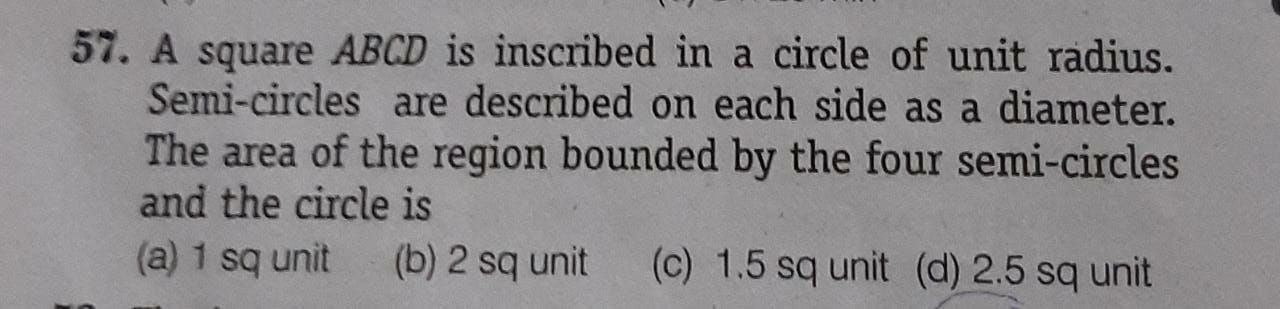 57. A square ABCD is inscribed in a circle of unit radius.
Semi-circles are described on each side as a diameter.
The area of the region bounded by the four semi-circles
and the circle is
(a) 1 sq unit (b) 2 sq unit (c) 1.5 sq unit (d) 2.5 sq unit